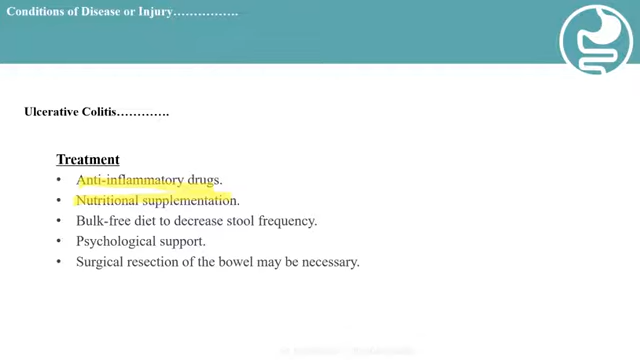 Conditions of Disease or Injury……………
Ulcerative Colitis………….
Treatment
• Anti-inflammatory drugs.
• Nutritional supplementation.
• Bulk-free diet to decrease stool frequency.
• Psychological support.
• Surgical resection of the bowel may be necessary.